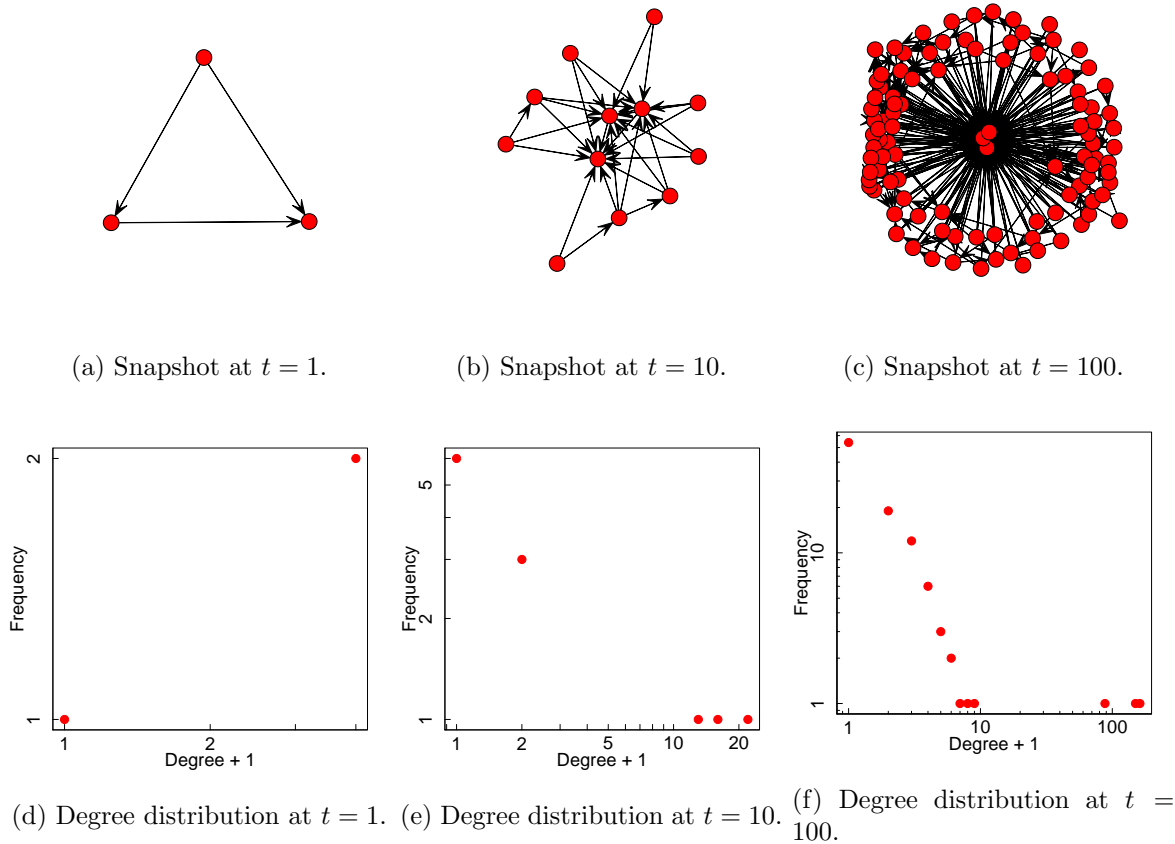 (a) Snapshot at t = 1.
(b) Snapshot at t = 10.
(c) Snapshot at t = 100.
Frequency
1
2
1
2
Degree + 1
Frequency
1
2
5
1
2
5
10
20
Degree + 1
Frequency
1
10
1
10
100
Degree + 1
(d) Degree distribution at t = 1.
(e) Degree distribution at t = 10.
(f) Degree distribution at t =
100.